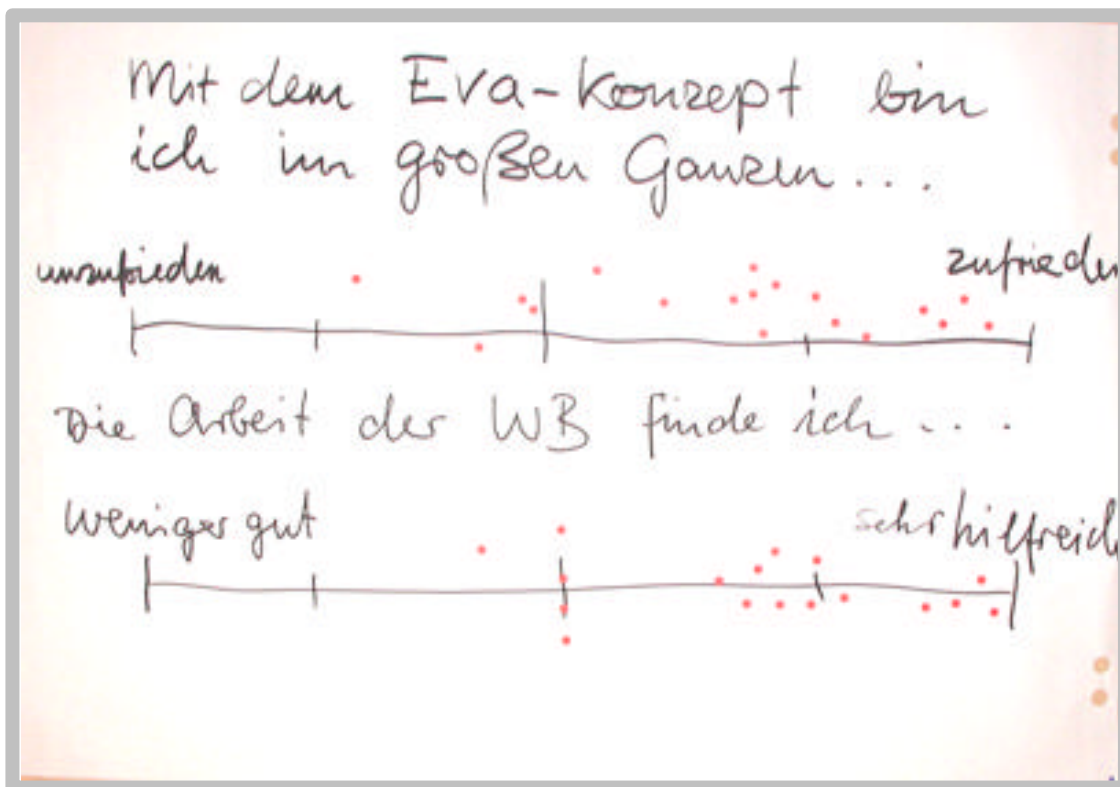 Mit dem Eva-Konzept bin
ich im großen Ganzen...
unzufrieden zufrieden
Die Arbeit der WB finde ich....
weniger gut sehr hilfreich